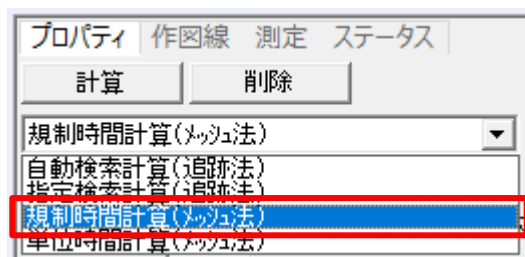 プロパティ 作図線 測定 ステータス
計算 削除
規制時間計算(ﾒｯｼｭ法)
自動検索計算(追跡法)
指定検索計算(追跡法)
規制時間計算(ﾒｯｼｭ法)
単位時間計算(ﾒｯｼｭ法)